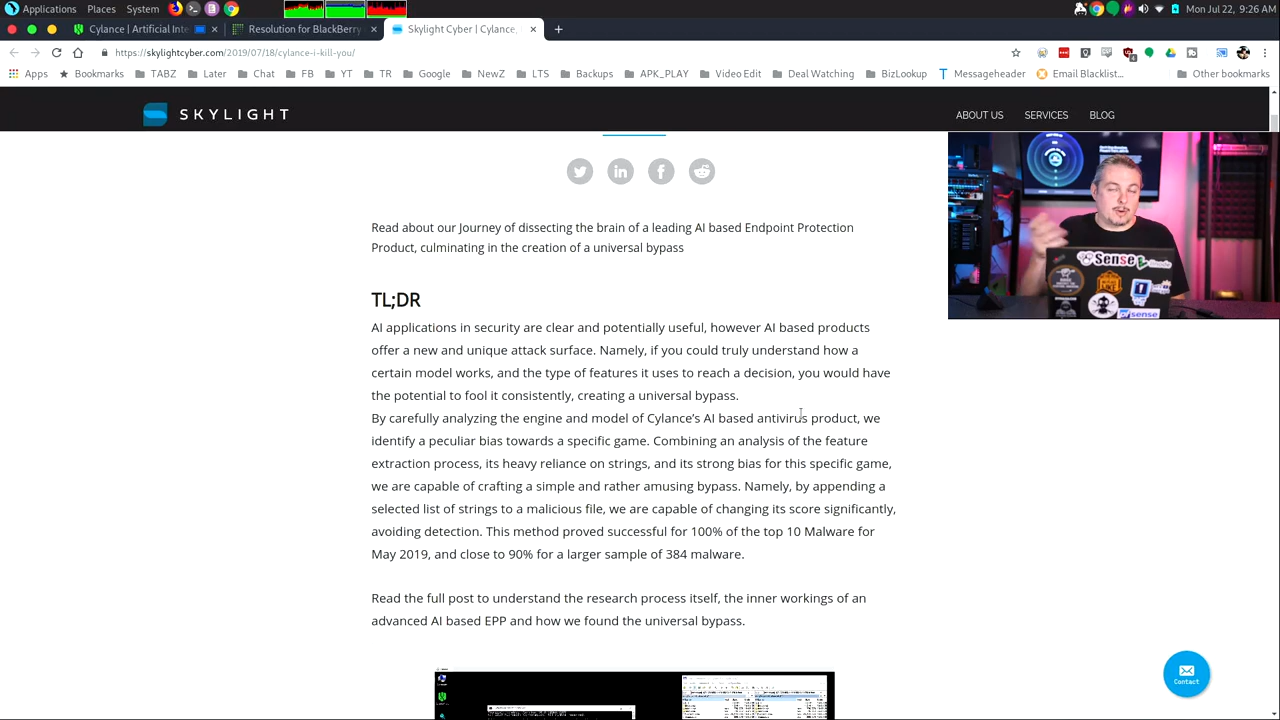 Applications Places System Mon Jul 22, 9:26
Cylance | Artificial Inte Resolution for BlackBerry Skylight Cyber | Cylance,
https://skylightcyber.com/2019/07/18/cylance-i-kill-you/
Apps Bookmarks TABZ Later Chat FB YT TR Google NewZ LTS Backups APK_PLAY Video Edit Deal Watching BizLookup Messageheader Email Blacklist... Other bookmarks
SKYLIGHT ABOUT US SERVICES BLOG
Read about our Journey of dissecting the brain of a leading AI based Endpoint Protection
Product, culminating in the creation of a universal bypass
TL;DR
AI applications in security are clear and potentially useful, however AI based products
offer a new and unique attack surface. Namely, if you could truly understand how a
certain model works, and the type of features it uses to reach a decision, you would have
the potential to fool it consistently, creating a universal bypass.
By carefully analyzing the engine and model of Cylance's AI based antivirus product, we
identify a peculiar bias towards a specific game. Combining an analysis of the feature
extraction process, its heavy reliance on strings, and its strong bias for this specific game,
we are capable of crafting a simple and rather amusing bypass. Namely, by appending a
selected list of strings to a malicious file, we are capable of changing its score significantly,
avoiding detection. This method proved successful for 100% of the top 10 Malware for
May 2019, and close to 90% for a larger sample of 384 malware.
Read the full post to understand the research process itself, the inner workings of an
advanced AI based EPP and how we found the universal bypass.
Contact
Sense
sense